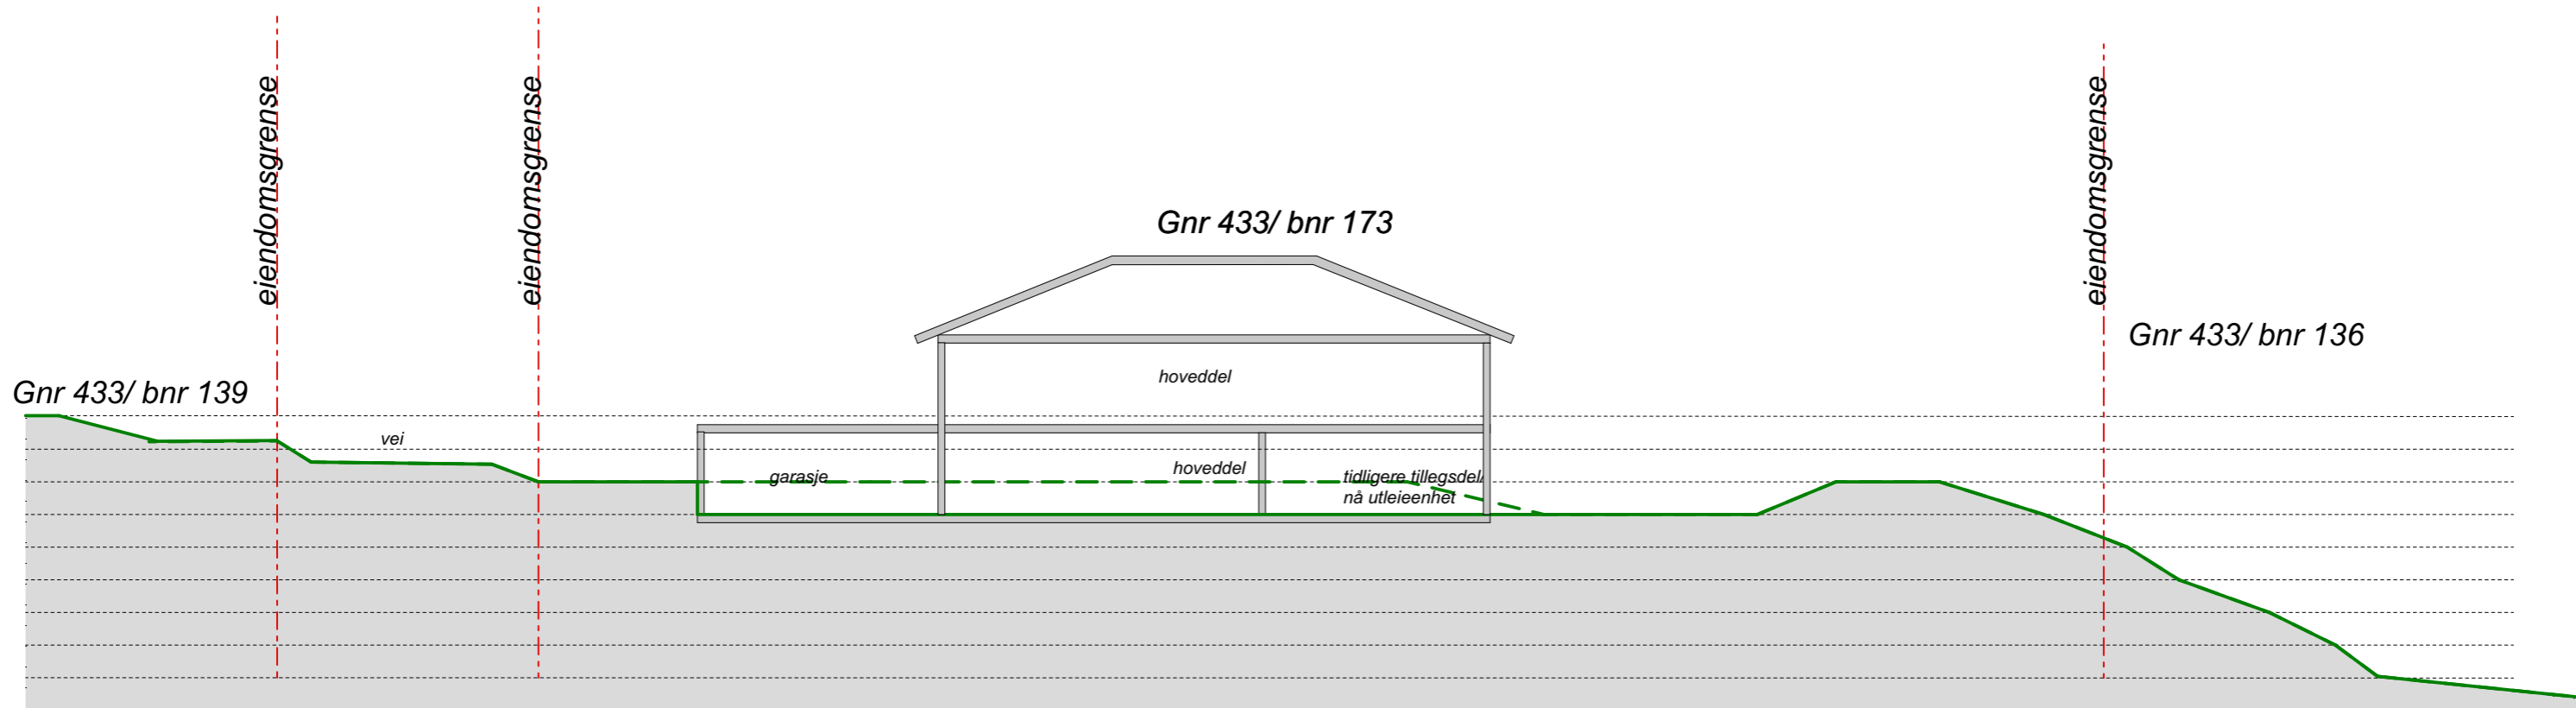 eiendomsgrense
eiendomsgrense
eiendomsgrense
Gnr 433/ bnr 173
Gnr 433/ bnr 136
Gnr 433/ bnr 139
hoveddel
vei
garasje
hoveddel
tidligere tillegsdel/
nå utleieenhet